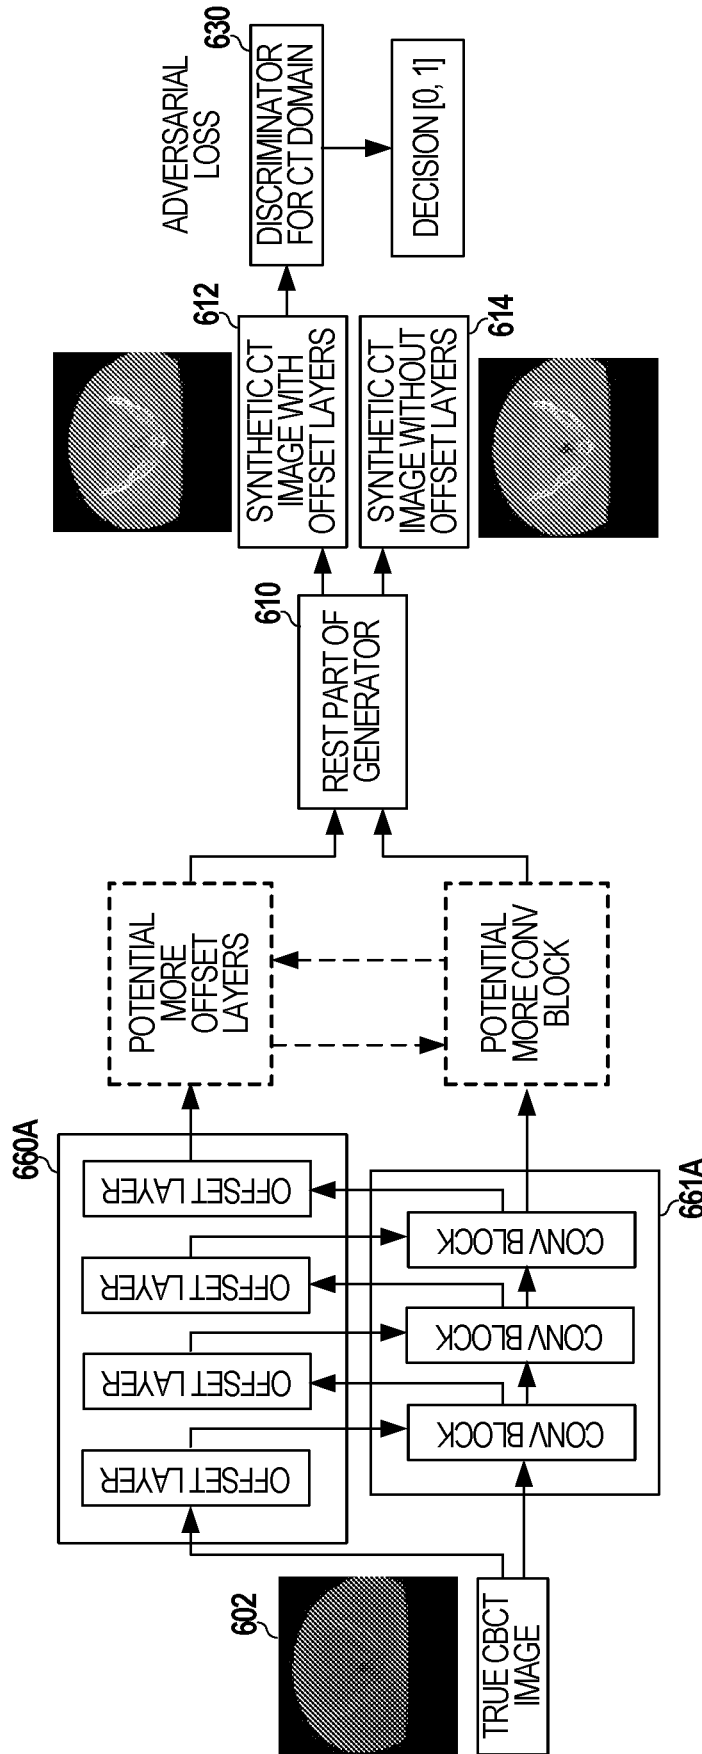 602
TRUE CBCT
IMAGE
660A
OFFSET LAYER
OFFSET LAYER
OFFSET LAYER
OFFSET LAYER
CONV BLOCK
CONV BLOCK
CONV BLOCK
661A
POTENTIAL
MORE
OFFSET
LAYERS
POTENTIAL
MORE CONV
BLOCK
610
REST PART OF
GENERATOR
612
SYNTHETIC CT
IMAGE WITH
OFFSET LAYERS
SYNTHETIC CT
IMAGE WITHOUT
OFFSET LAYERS
614
ADVERSARIAL
LOSS
630
DISCRIMINATOR
FOR CT DOMAIN
DECISION [0, 1]